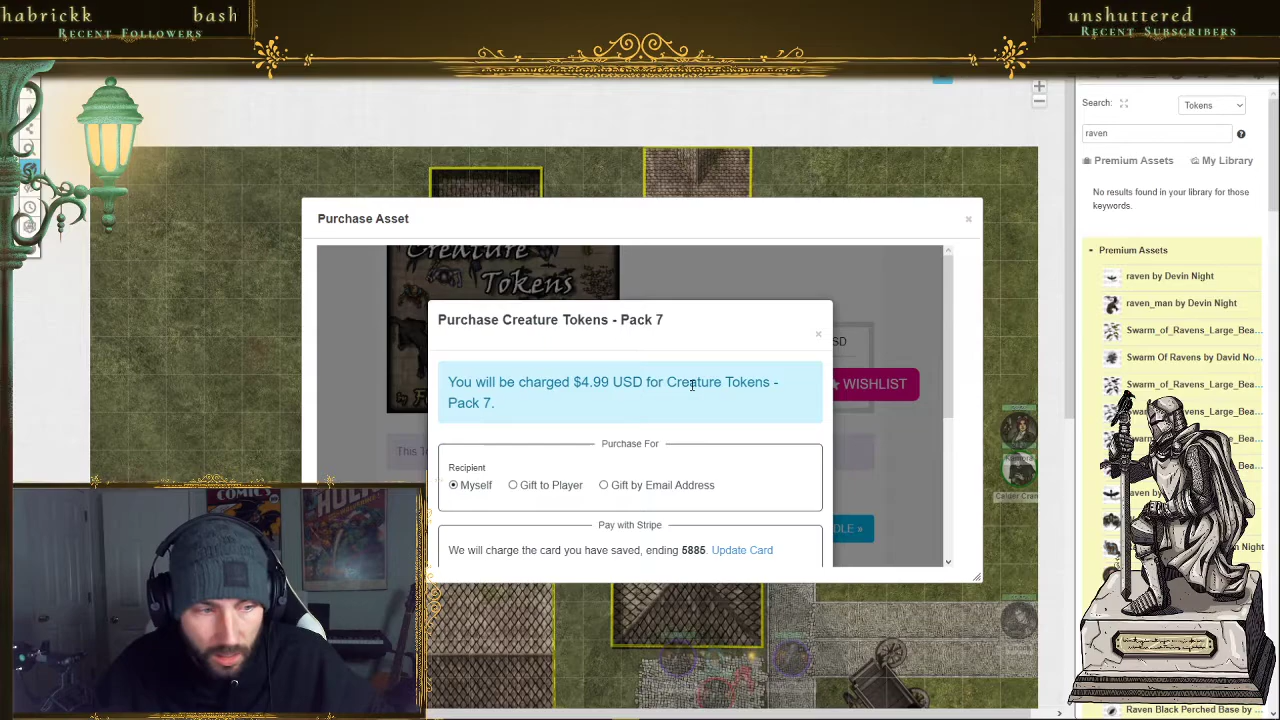 habrickk bash
Recent Followers
unshuttered
Recent Subscribers
Search:
Tokens
raven
Premium Assets
My Library
No results found in your library for those
keywords.
Premium Assets
raven by Devin Night
raven_man by Devin Night
Swarm_of_Ravens_Large_Bea...
Swarm Of Ravens by David No...
Swarm_of_Ravens_Large_Bea...
Raven Black Perched Base by ...
Purchase Asset
×
Creature
Tokens
Purchase Creature Tokens - Pack 7
×
You will be charged $4.99 USD for Creature Tokens -
Pack 7.
WISHLIST
Purchase For
Recipient
Myself
Gift to Player
Gift by Email Address
Pay with Stripe
We will charge the card you have saved, ending 5885. Update Card
This
COMICS